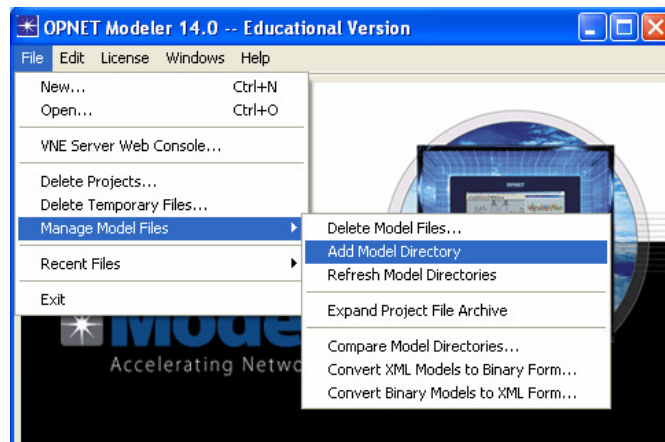 OPNET Modeler 14.0 -- Educational Version
File Edit License Windows Help
New... Ctrl+N
Open... Ctrl+O
VNE Server Web Console...
Delete Projects...
Delete Temporary Files...
Manage Model Files
Recent Files
Exit
Delete Model Files...
Add Model Directory
Refresh Model Directories
Expand Project File Archive
Compare Model Directories...
Convert XML Models to Binary Form...
Convert Binary Models to XML Form...
OPNET
Accelerating Netwo